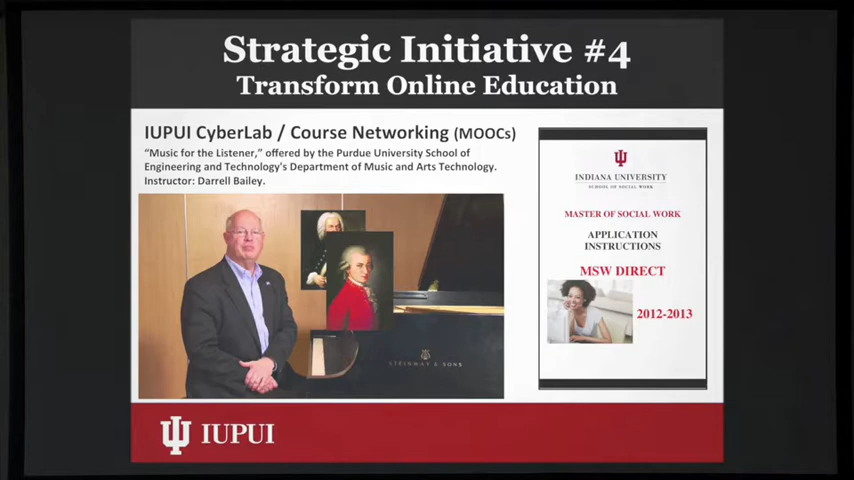 Strategic Initiative #4
Transform Online Education
IUPUI CyberLab / Course Networking (MOOCs)
“Music for the Listener,” offered by the Purdue University School of
Engineering and Technology's Department of Music and Arts Technology.
Instructor: Darrell Bailey.
STEINWAY & SONS
INDIANA UNIVERSITY
SCHOOL OF SOCIAL WORK
MASTER OF SOCIAL WORK
APPLICATION
INSTRUCTIONS
MSW DIRECT
2012-2013
IUPUI